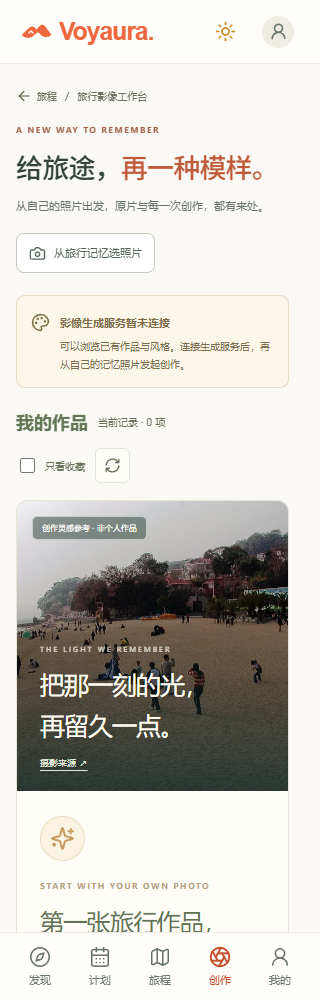 Voyaura.
旅程 / 旅行影像工作台
A NEW WAY TO REMEMBER
给旅途，再一种模样。
从自己的照片出发，原片与每一次创作，都有来处。
从旅行记忆选照片
影像生成服务暂未连接
可以浏览已有作品与风格。连接生成服务后，再
从自己的记忆照片发起创作。
我的作品 当前记录 · 0 项
只看收藏
创作灵感参考 · 非个人作品
THE LIGHT WE REMEMBER
把那一刻的光，
再留久一点。
摄影来源 ↗
START WITH YOUR OWN PHOTO
第一张旅行作品，
发现 计划 旅程 创作 我的